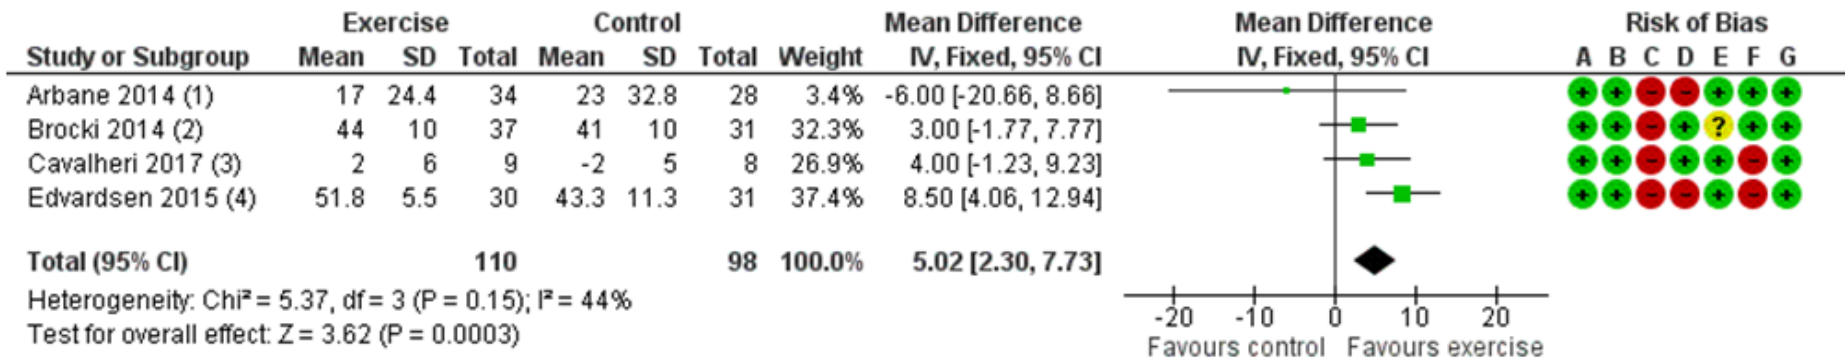 Exercise Control Mean Difference Mean Difference Risk of Bias
Study or Subgroup Mean SD Total Mean SD Total Weight IV, Fixed, 95% CI IV, Fixed, 95% CI A B C D E F G
Arbane 2014 (1) 17 24.4 34 23 32.8 28 3.4% -6.00 [-20.66, 8.66] + + - - + + +
Brocki 2014 (2) 44 10 37 41 10 31 32.3% 3.00 [-1.77, 7.77] + + - + ? + +
Cavalheri 2017 (3) 2 6 9 -2 5 8 26.9% 4.00 [-1.23, 9.23] + + - + + - +
Edvardsen 2015 (4) 51.8 5.5 30 43.3 11.3 31 37.4% 8.50 [4.06, 12.94] + + - - + - +
Total (95% CI) 110 98 100.0% 5.02 [2.30, 7.73]
Heterogeneity: Chi² = 5.37, df = 3 (P = 0.15); I² = 44%
Test for overall effect: Z = 3.62 (P = 0.0003)
-20 -10 0 10 20
Favours control Favours exercise